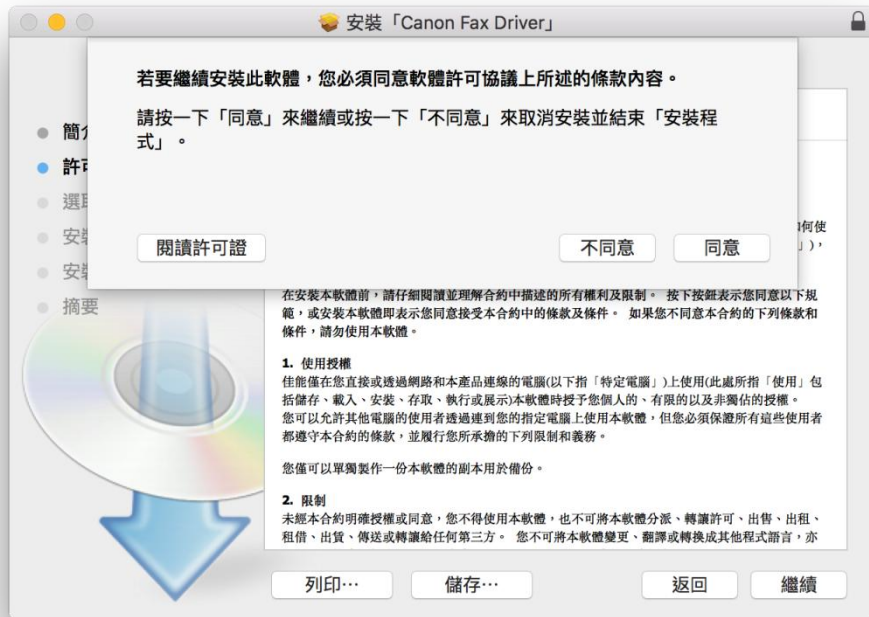 安裝「Canon Fax Driver」
若要繼續安裝此軟體，您必須同意軟體許可協議上所述的條款內容。
請按一下「同意」來繼續或按一下「不同意」來取消安裝並結束「安裝程
式」。
閱讀許可證
不同意
同意
簡
許
選
安
安
摘要
何使
」)，
在安裝本軟體前，請仔細閱讀並理解合約中描述的所有權利及限制。 按下按鈕表示您同意以下規
範，或安裝本軟體即表示您同意接受本合約中的條款及條件。 如果您不同意本合約的下列條款和
條件，請勿使用本軟體。
1. 使用授權
佳能僅在您直接或透過網路和本產品連線的電腦(以下指「特定電腦」)上使用(此處所指「使用」包
括儲存、載入、安裝、存取、執行或展示)本軟體時授予您個人的、有限的以及非獨佔的授權。
您可以允許其他電腦的使用者透過連到您的指定電腦上使用本軟體，但您必須保證所有這些使用者
都遵守本合約的條款，並履行您所承擔的下列限制和義務。
您僅可以單獨製作一份本軟體的副本用於備份。
2. 限制
未經本合約明確授權或同意，您不得使用本軟體，也不可將本軟體分派、轉讓許可、出售、出租、
租借、出貨、傳送或轉讓給任何第三方。 您不可將本軟體變更、翻譯或轉換成其他程式語言，亦
列印⋯
儲存⋯
返回
繼續